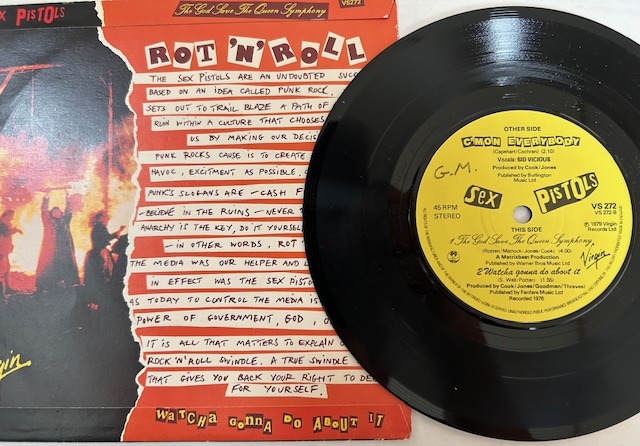 X PISTOLS
The God Save The Queen Symphony
VS272
ROT 'N' ROLL
THE SEX PISTOLS ARE AN UNDOUBTED SUCC
BASED ON AN IDEA CALLED PUNK ROCK,
SETS OUT TO TRAIL BLAZE A PATH OF
RUIN WITHIN A CULTURE THAT CHOOSES
US BY MAKING OUR DECIS
PUNK ROCKS CAUSE IS TO CREATE
HAVOC, EXCITMENT AS POSSIBLE,
PUNK'S SLOGANS ARE — CASH F
— BELIEVE IN THE RUINS — NEVER
ANARCHY IS THE KEY, DO IT YOURSEL
— IN OTHER WORDS, ROT
THE MEDIA WAS OUR HELPER AND L
IN EFFECT WAS THE SEX PISTO
AS TODAY TO CONTROL THE MEDIA IS
POWER OF GOVERNMENT, GOD, O
IT IS ALL THAT MATTERS TO EXPLAIN
ROCK 'N' ROLL SWINDLE. A TRUE SWINDLE
THAT GIVES YOU BACK YOUR RIGHT TO DE
FOR YOURSELF.
WATCHA GONNA DO ABOUT IT
gin
OTHER SIDE
C'MON EVERYBODY
(Capehart/Cochran) (2.10)
Vocals: SID VICIOUS
Produced by Cook/Jones
Published by Burlington
Music Ltd
G.M.
SEX PISTOLS
45 RPM
STEREO
VS 272
VS 272-B
℗ 1979 Virgin
Records Ltd
THIS SIDE
1 The God Save The Queen Symphony
(Rotten/Matlock/Jones/Cook) (4.00)
A Matrixbest Production
Published by Warner Bros Music Ltd
2 Watcha gonna do about it
(S. Well/Potter) (1.55)
Produced by Cook/Jones/Goodman/Threves)
Published by Fanfare Music Ltd
Recorded 1976
Virgin